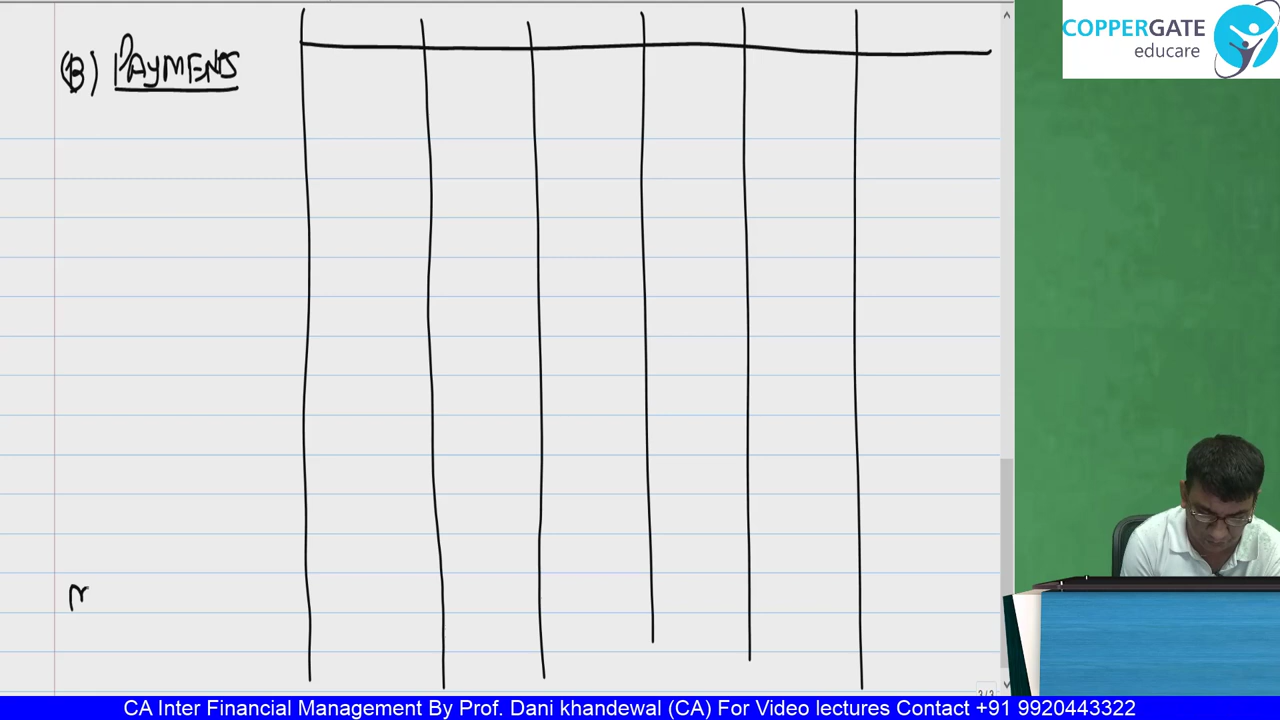 COPPERGATE
educare
(B) PAYMENTS
CA Inter Financial Management By Prof. Dani khandewal (CA) For Video lectures Contact +91 9920443322